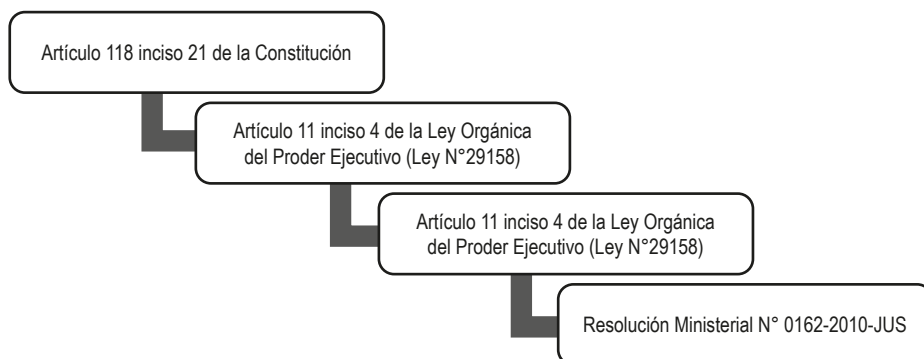 Artículo 118 inciso 21 de la Constitución
Artículo 11 inciso 4 de la Ley Orgánica
del Proder Ejecutivo (Ley N°29158)
Artículo 11 inciso 4 de la Ley Orgánica
del Proder Ejecutivo (Ley N°29158)
Resolución Ministerial N° 0162-2010-JUS